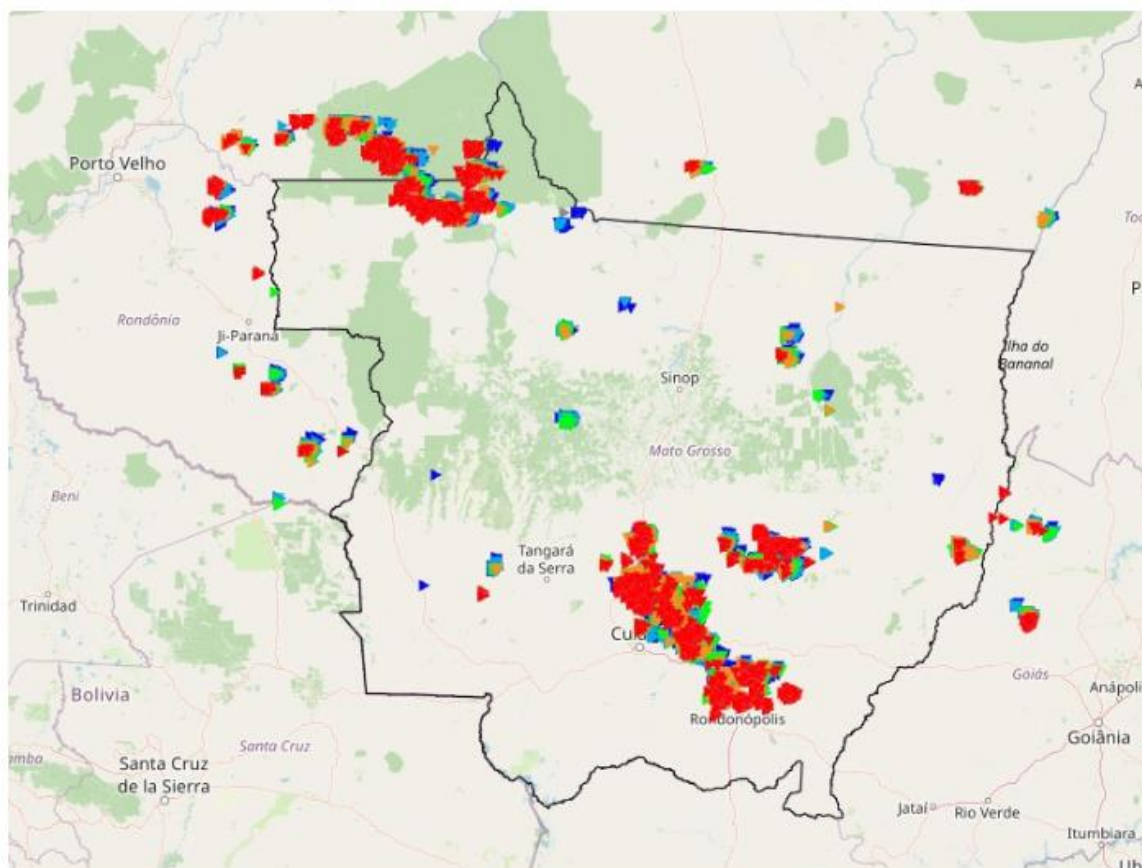 Porto Velho
Rondônia
Ji-Paraná
Ilha do
Bananal
Sinop
Mato Grosso
Beni
Tangará
da Serra
Trinidad
Goiás
Bolivia
Rondonópolis
Anápoli
Goiânia
Santa Cruz
Santa Cruz
de la Sierra
Jataí
Rio Verde
Itumbiara